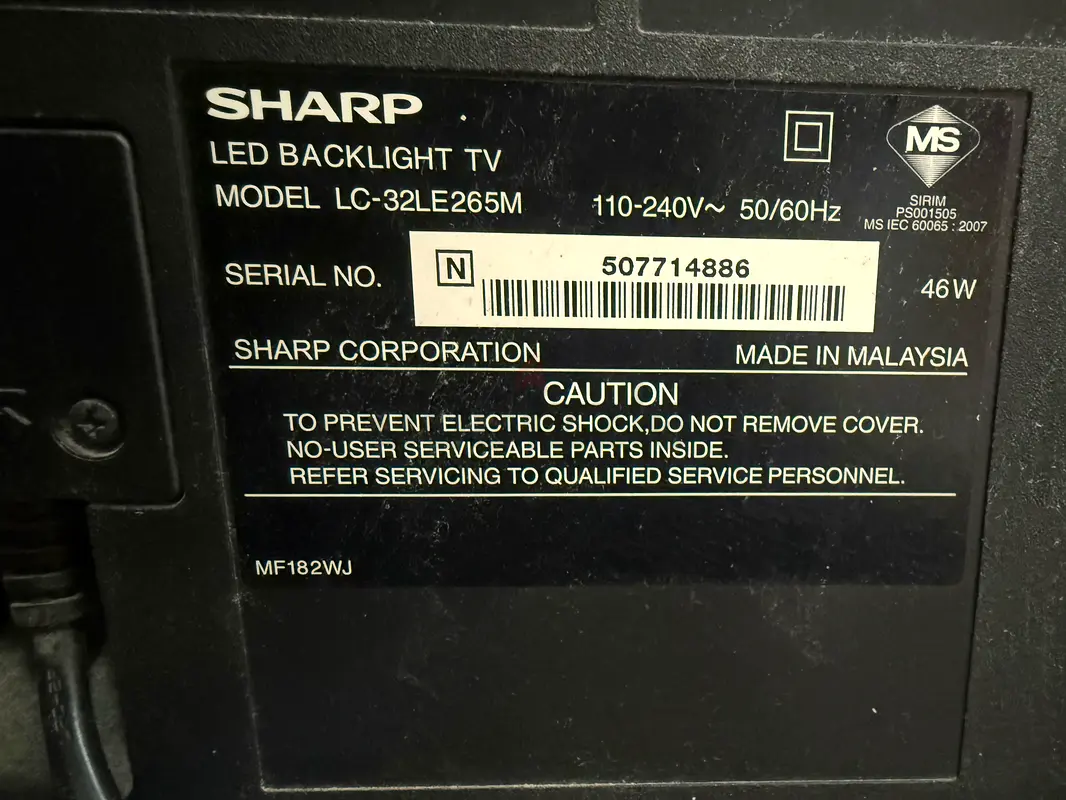 SHARP
LED BACKLIGHT TV
MODEL LC-32LE265M 110-240V~ 50/60Hz
MS
SIRIM
PS001505
MS IEC 60065 : 2007
SERIAL NO. N 507714886 46W
SHARP CORPORATION MADE IN MALAYSIA
CAUTION
TO PREVENT ELECTRIC SHOCK,DO NOT REMOVE COVER.
NO-USER SERVICEABLE PARTS INSIDE.
REFER SERVICING TO QUALIFIED SERVICE PERSONNEL.
MF182WJ